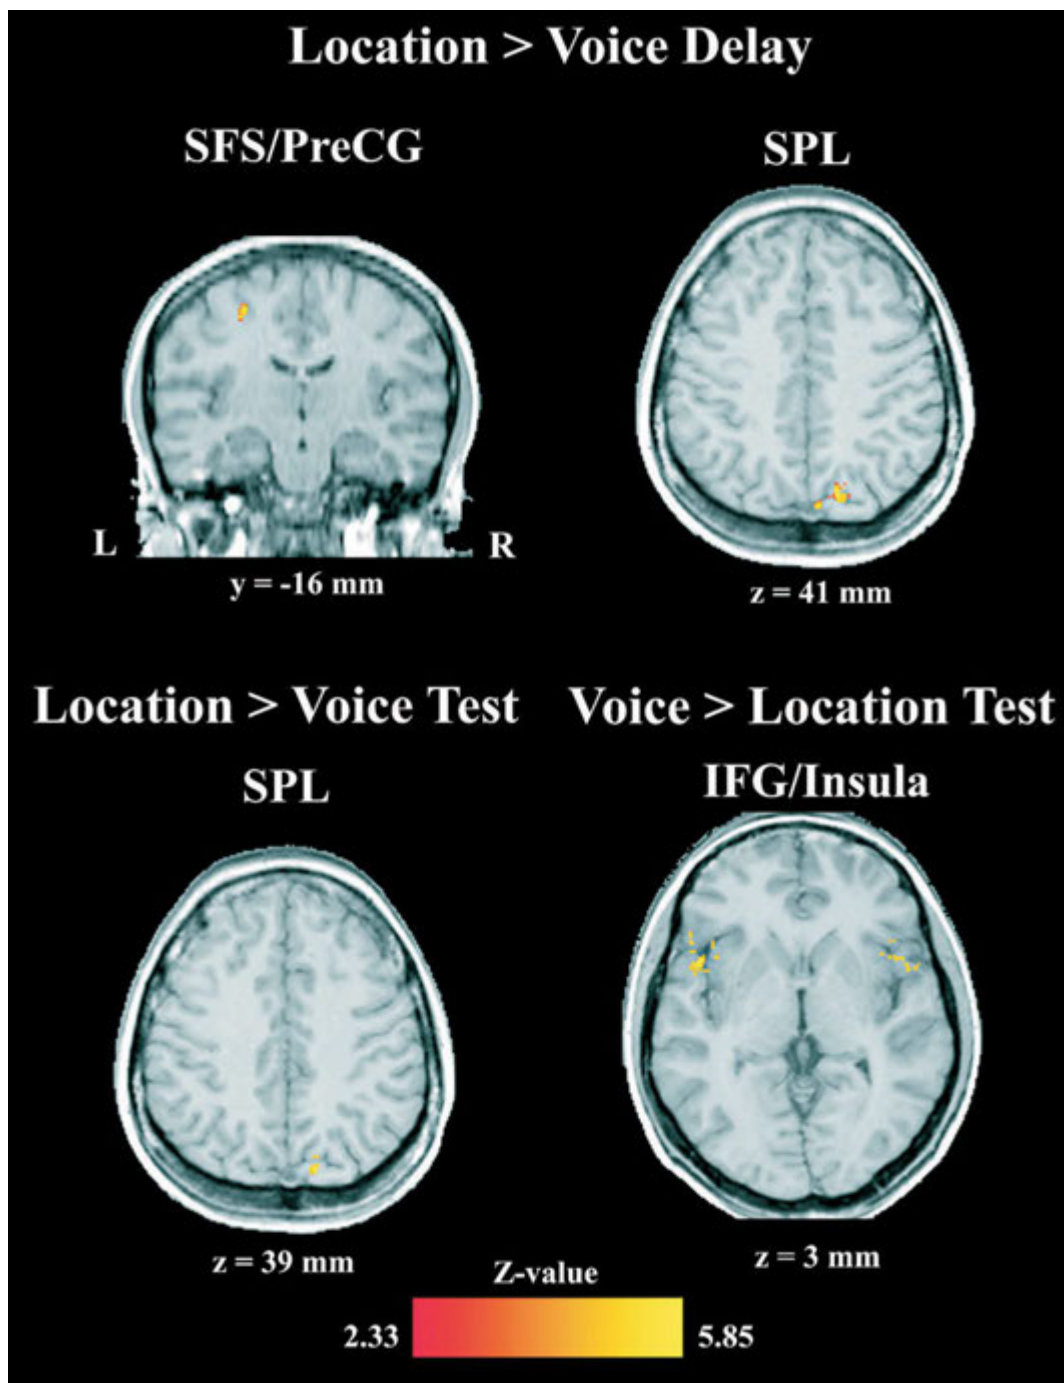 Location > Voice Delay
SFS/PreCG
SPL
L
R
y = -16 mm
z = 41 mm
Location > Voice Test
Voice > Location Test
SPL
IFG/Insula
z = 39 mm
z = 3 mm
Z-value
2.33
5.85